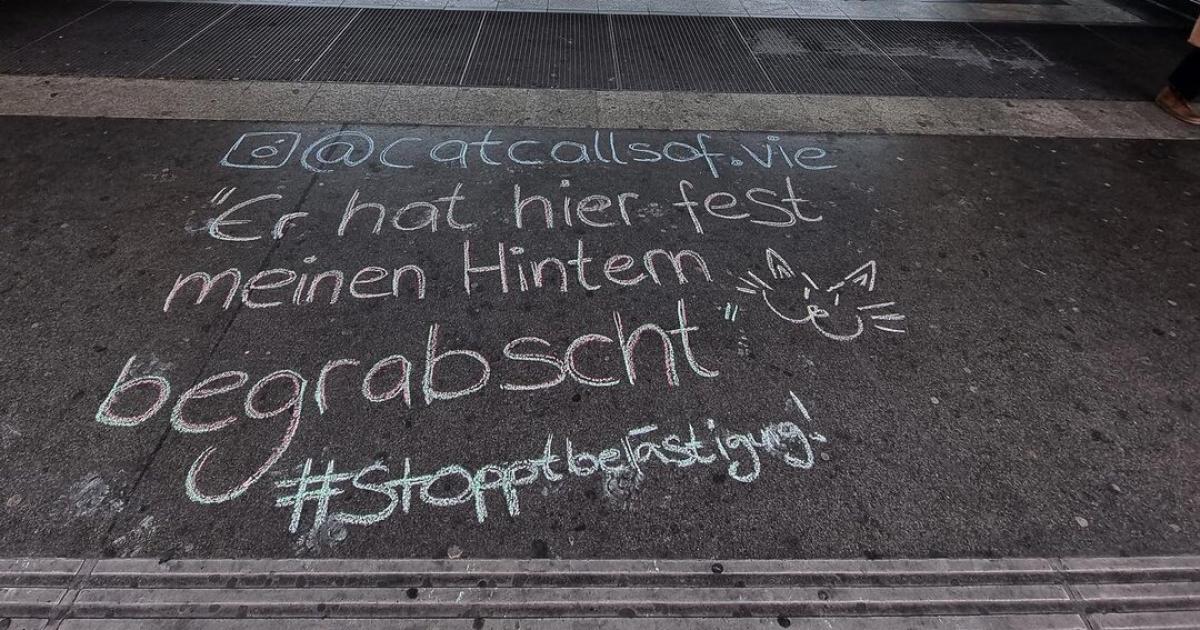 @catcallsof.vie
"Er hat hier fest
meinen Hintern
begrabscht"
#Stopptbelästigung!